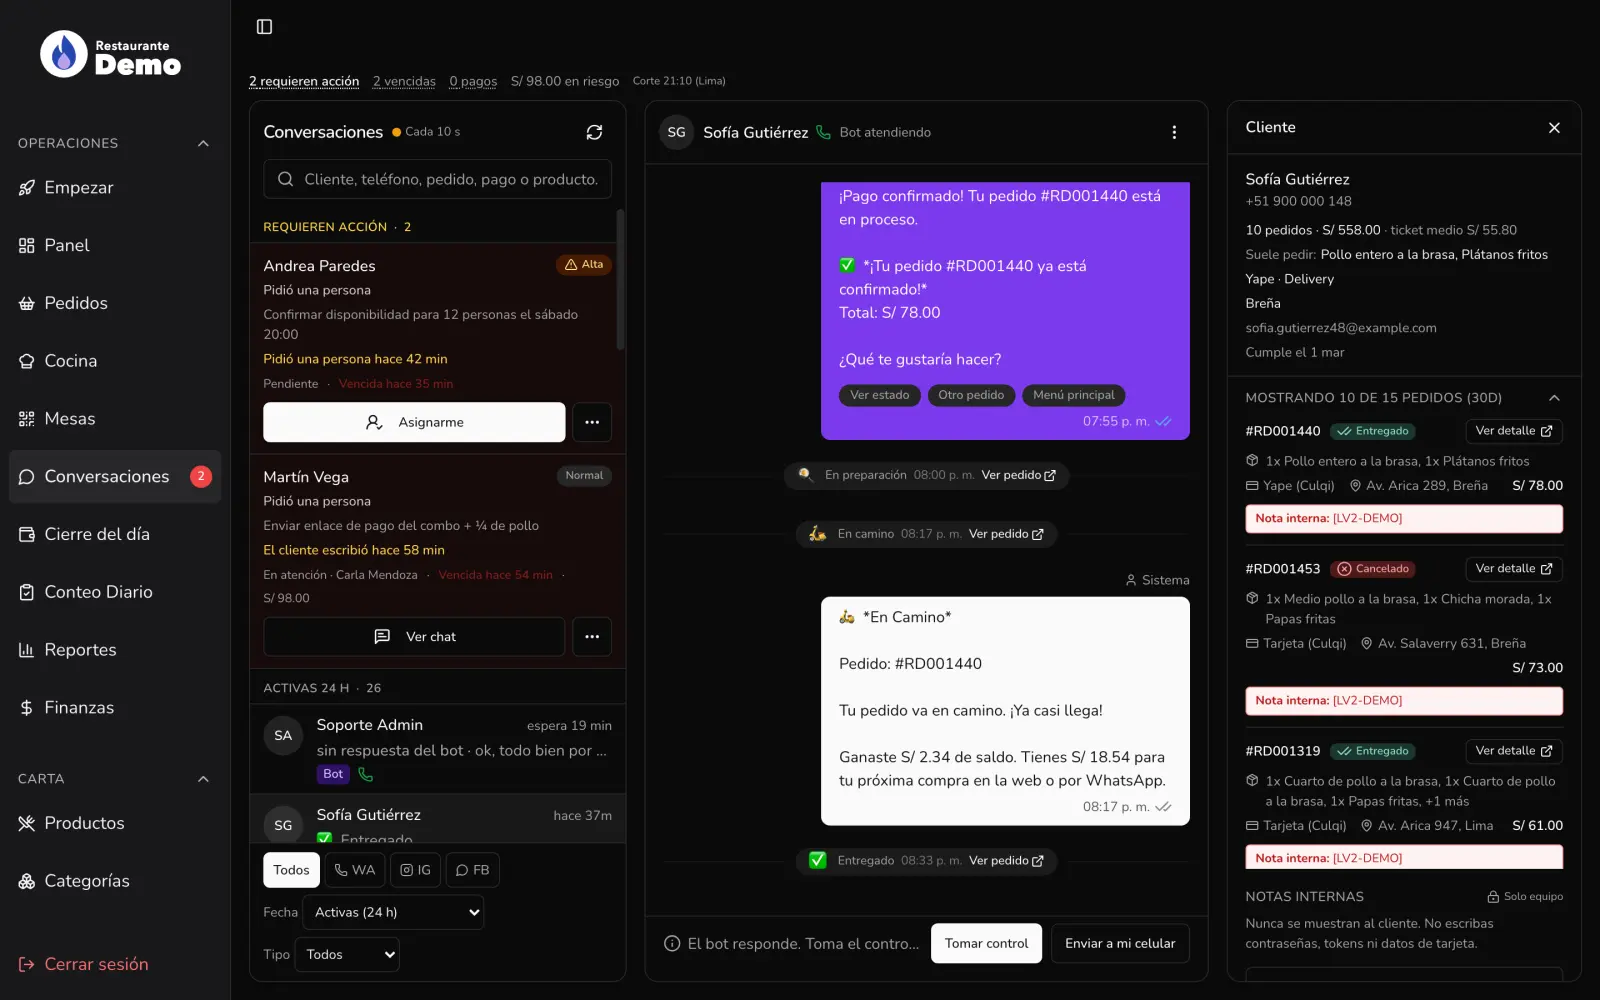 Restaurante
Demo
OPERACIONES
Empezar
Panel
Pedidos
Cocina
Mesas
Conversaciones 2
Cierre del día
Conteo Diario
Reportes
Finanzas
CARTA
Productos
Categorías
Cerrar sesión
2 requieren acción 2 vencidas 0 pagos S/ 98.00 en riesgo Corte 21:10 (Lima)
Conversaciones Cada 10 s
Cliente, teléfono, pedido, pago o producto.
REQUIEREN ACCIÓN · 2
Andrea Paredes Alta
Pidió una persona
Confirmar disponibilidad para 12 personas el sábado
20:00
Pidió una persona hace 42 min
Pendiente · Vencida hace 35 min
Asignarme
Martín Vega Normal
Pidió una persona
Enviar enlace de pago del combo + ¼ de pollo
El cliente escribió hace 58 min
En atención · Carla Mendoza · Vencida hace 54 min ·
S/ 98.00
Ver chat
ACTIVAS 24 H · 26
SA Soporte Admin espera 19 min
sin respuesta del bot · ok, todo bien por ...
Bot
SG Sofía Gutiérrez hace 37m
Entregado
Todos WA IG FB
Fecha Activas (24 h)
Tipo Todos
SG Sofía Gutiérrez Bot atendiendo
¡Pago confirmado! Tu pedido #RD001440 está
en proceso.
*¡Tu pedido #RD001440 ya está
confirmado!*
Total: S/ 78.00
¿Qué te gustaría hacer?
Ver estado Otro pedido Menú principal
07:55 p. m.
En preparación 08:00 p. m. Ver pedido
En camino 08:17 p. m. Ver pedido
Sistema
*En Camino*
Pedido: #RD001440
Tu pedido va en camino. ¡Ya casi llega!
Ganaste S/ 2.34 de saldo. Tienes S/ 18.54 para
tu próxima compra en la web o por WhatsApp.
08:17 p. m.
Entregado 08:33 p. m. Ver pedido
El bot responde. Toma el contro... Tomar control Enviar a mi celular
Cliente
Sofía Gutiérrez
+51 900 000 148
10 pedidos · S/ 558.00 · ticket medio S/ 55.80
Suele pedir: Pollo entero a la brasa, Plátanos fritos
Yape · Delivery
Breña
sofia.gutierrez48@example.com
Cumple el 1 mar
MOSTRANDO 10 DE 15 PEDIDOS (30D)
#RD001440 Entregado Ver detalle
1x Pollo entero a la brasa, 1x Plátanos fritos
Yape (Culqi) Av. Arica 289, Breña S/ 78.00
Nota interna: [LV2-DEMO]
#RD001453 Cancelado Ver detalle
1x Medio pollo a la brasa, 1x Chicha morada, 1x
Papas fritas
Tarjeta (Culqi) Av. Salaverry 631, Breña
S/ 73.00
Nota interna: [LV2-DEMO]
#RD001319 Entregado Ver detalle
1x Cuarto de pollo a la brasa, 1x Cuarto de pollo
a la brasa, 1x Papas fritas, +1 más
Tarjeta (Culqi) Av. Arica 947, Lima S/ 61.00
Nota interna: [LV2-DEMO]
NOTAS INTERNAS Solo equipo
Nunca se muestran al cliente. No escribas
contraseñas, tokens ni datos de tarjeta.